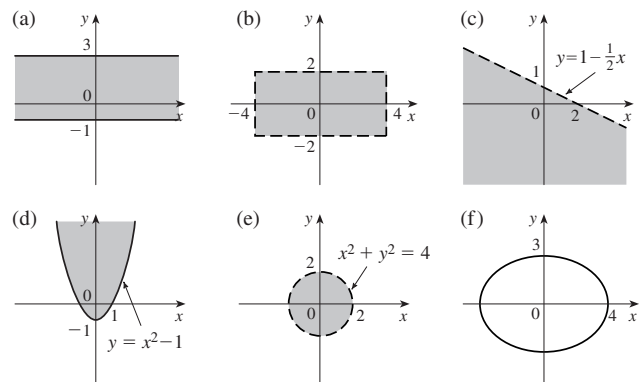 (a)
y
3
0
x
−1
(b)
y
2
−4
0
4 x
−2
(c)
y
y=1−½x
1
0
2
x
(d)
y
0
−1
1
x
y = x²−1
(e)
y
x² + y² = 4
2
0
2
x
(f)
y
3
0
4
x